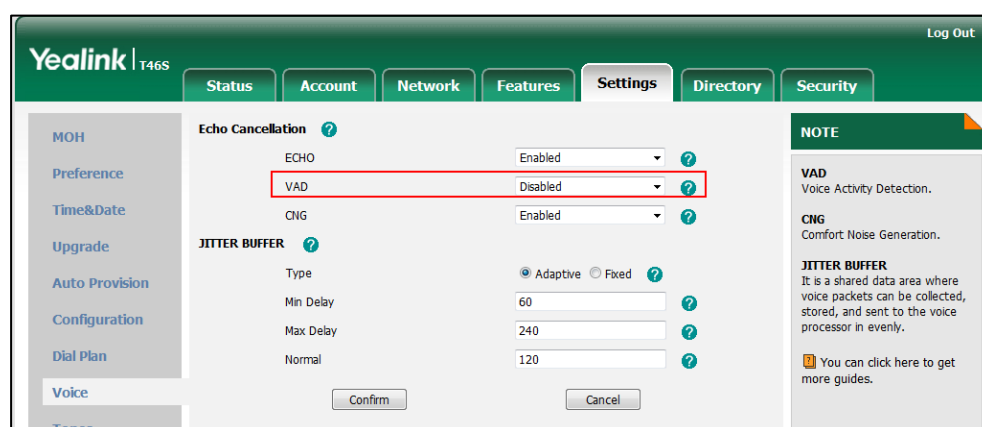 Log Out
Yealink | T46S
Status Account Network Features Settings Directory Security
MOH
Preference
Time&Date
Upgrade
Auto Provision
Configuration
Dial Plan
Voice
Echo Cancellation ?
ECHO Enabled ?
VAD Disabled ?
CNG Enabled ?
JITTER BUFFER ?
Type Adaptive Fixed ?
Min Delay 60 ?
Max Delay 240 ?
Normal 120 ?
Confirm Cancel
NOTE
VAD
Voice Activity Detection.
CNG
Comfort Noise Generation.
JITTER BUFFER
It is a shared data area where
voice packets can be collected,
stored, and sent to the voice
processor in evenly.
? You can click here to get
more guides.